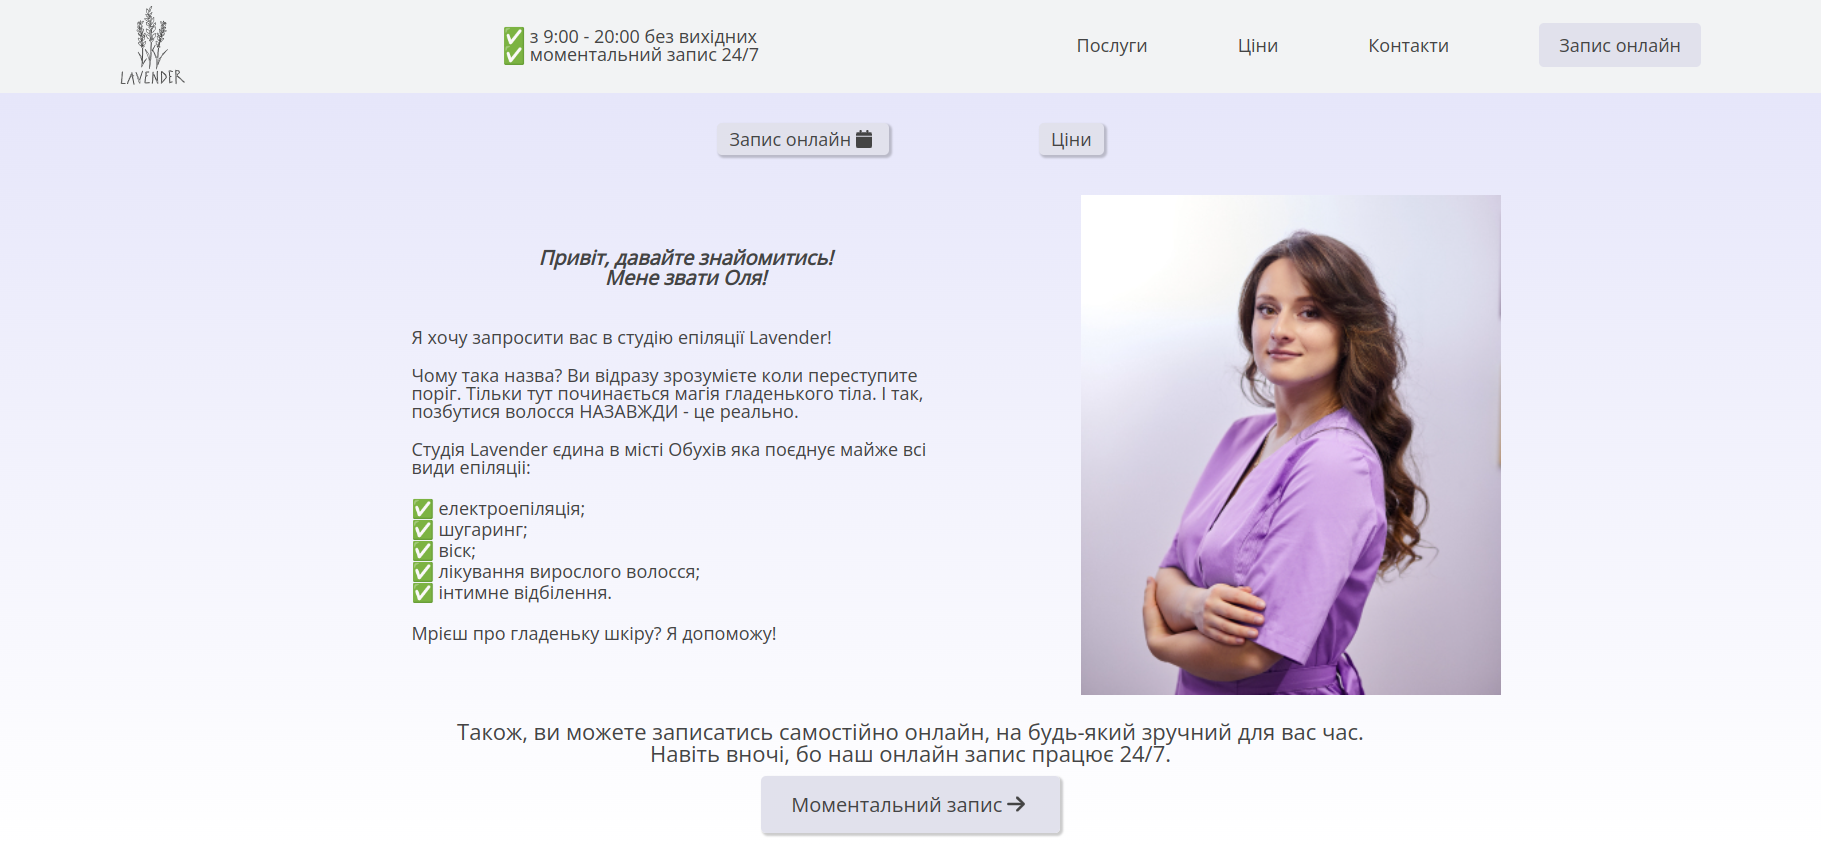 LAVENDER
✅ з 9:00 - 20:00 без вихідних
✅ моментальний запис 24/7
Послуги
Ціни
Контакти
Запис онлайн
Запис онлайн
Ціни
Привіт, давайте знайомитись!
Мене звати Оля!
Я хочу запросити вас в студію епіляції Lavender!
Чому така назва? Ви відразу зрозумієте коли переступите
поріг. Тільки тут починається магія гладенького тіла. І так,
позбутися волосся НАЗАВЖДИ - це реально.
Студія Lavender єдина в місті Обухів яка поєднує майже всі
види епіляції:
✅ електроепіляція;
✅ шугаринг;
✅ віск;
✅ лікування вирослого волосся;
✅ інтимне відбілення.
Мрієш про гладеньку шкіру? Я допоможу!
Також, ви можете записатись самостійно онлайн, на будь-який зручний для вас час.
Навіть вночі, бо наш онлайн запис працює 24/7.
Моментальний запис →